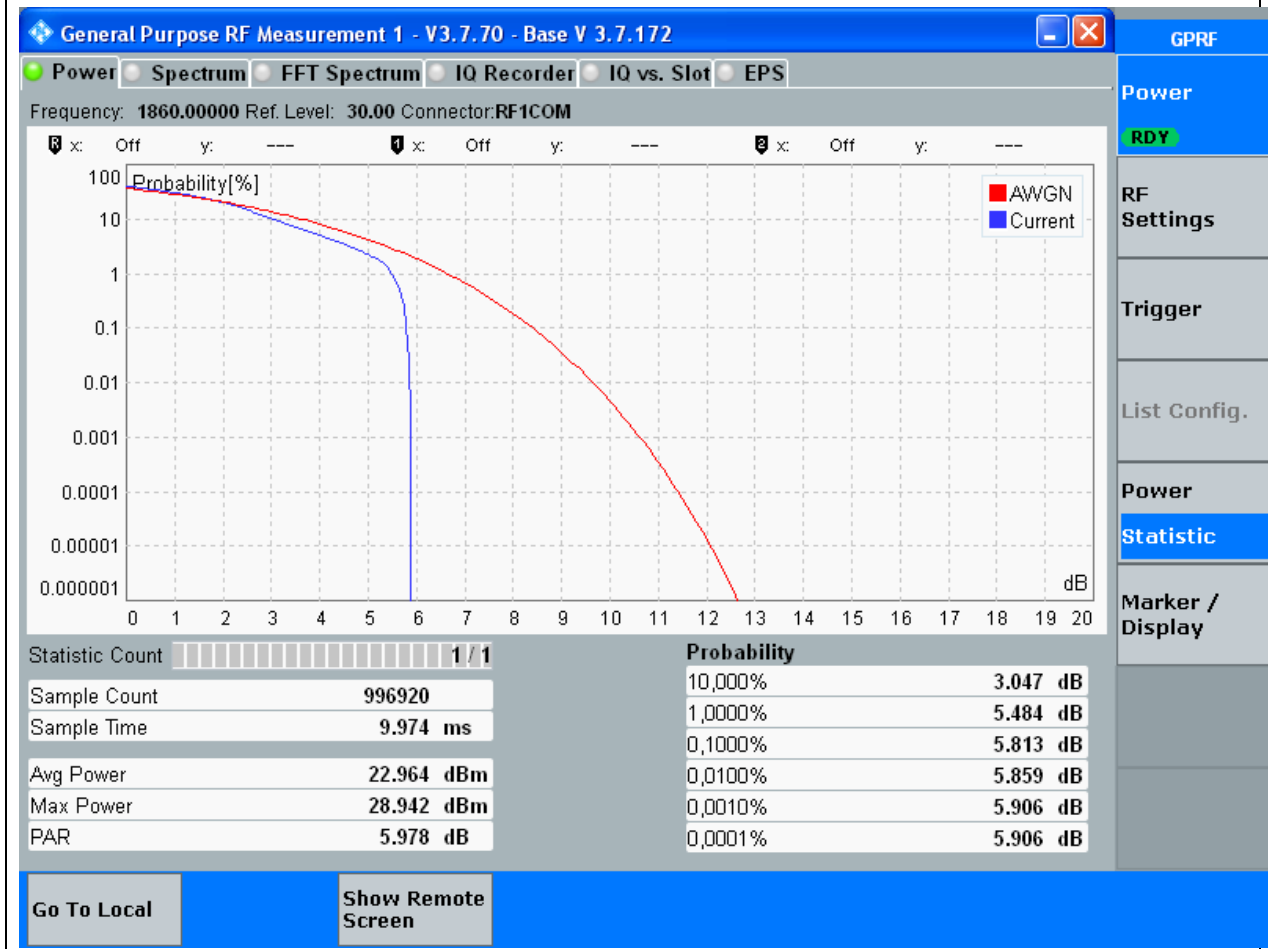 General Purpose RF Measurement 1 - V3.7.70 - Base V 3.7.172
GPRF
Power Spectrum FFT Spectrum IQ Recorder IQ vs. Slot EPS
Frequency: 1860.00000 Ref. Level: 30.00 Connector:RF1COM
R x: Off y: --- 1 x: Off y: --- 2 x: Off y: ---
Probability[%]
AWGN
Current
100
10
1
0.1
0.01
0.001
0.0001
0.00001
0.000001
dB
0 1 2 3 4 5 6 7 8 9 10 11 12 13 14 15 16 17 18 19 20
Statistic Count 1 / 1
Sample Count 996920
Sample Time 9.974 ms
Avg Power 22.964 dBm
Max Power 28.942 dBm
PAR 5.978 dB
Probability
10,000% 3.047 dB
1,0000% 5.484 dB
0,1000% 5.813 dB
0,0100% 5.859 dB
0,0010% 5.906 dB
0,0001% 5.906 dB
Power
RDY
RF
Settings
Trigger
List Config.
Power
Statistic
Marker /
Display
Go To Local
Show Remote
Screen